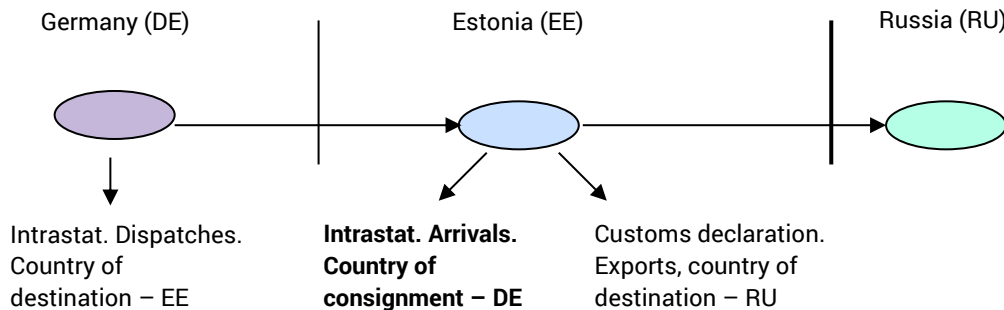 Germany (DE)
Estonia (EE)
Russia (RU)
Intrastat. Dispatches.
Country of
destination – EE
Intrastat. Arrivals.
Country of
consignment – DE
Customs declaration.
Exports, country of
destination – RU